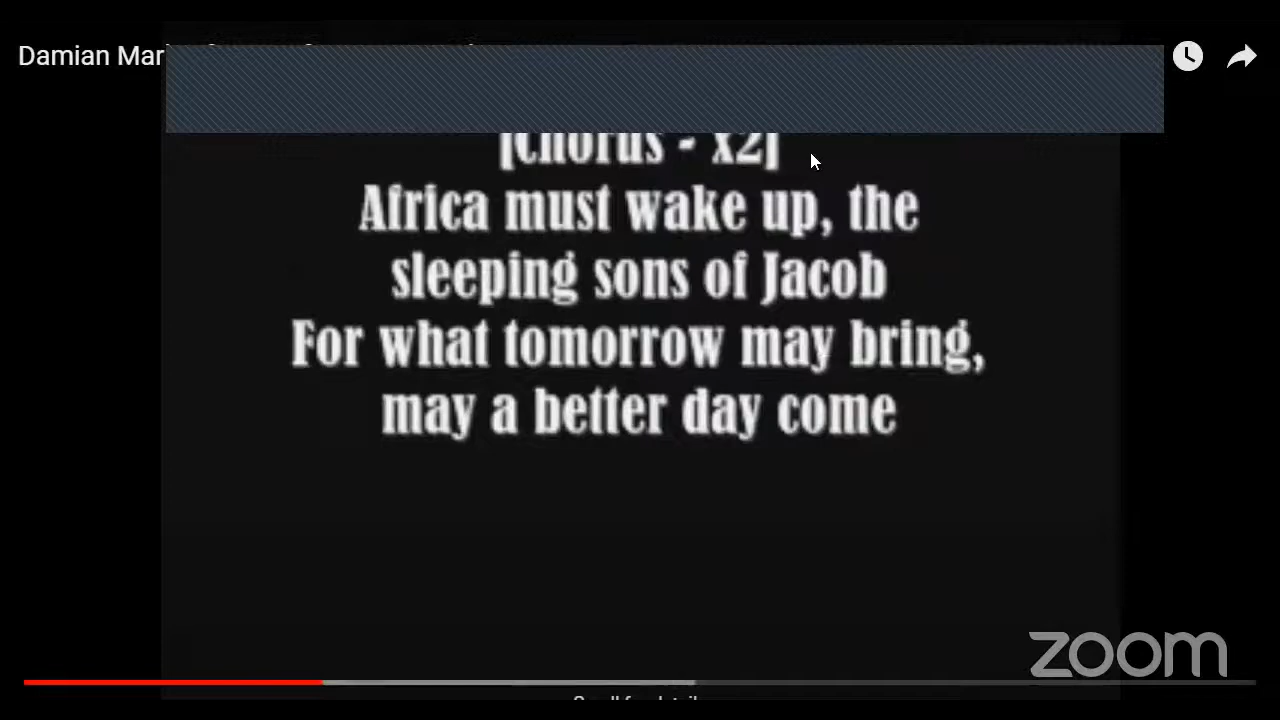 Damian Mar
[Chorus - x2]
Africa must wake up, the
sleeping sons of Jacob
For what tomorrow may bring,
may a better day come
zoom